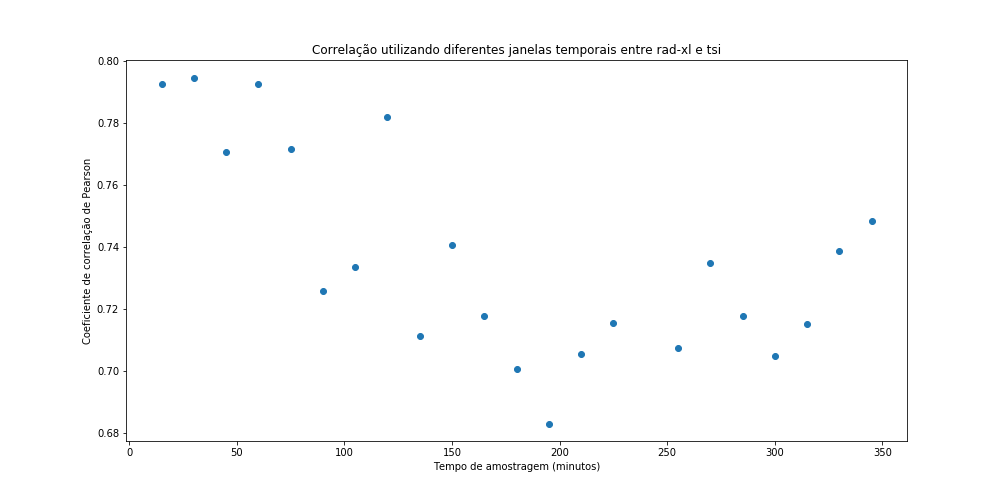 Correlação utilizando diferentes janelas temporais entre rad-xl e tsi
Coeficiente de correlação de Pearson
0.80
0.78
0.76
0.74
0.72
0.70
0.68
0 50 100 150 200 250 300 350
Tempo de amostragem (minutos)